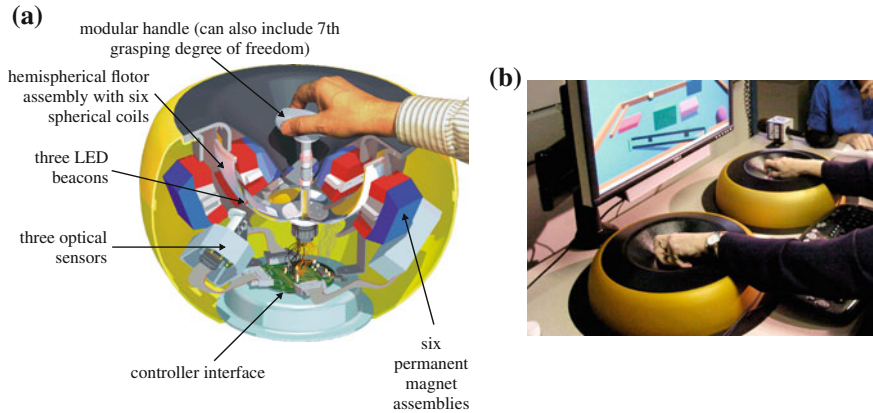 (a)
modular handle (can also include 7th
grasping degree of freedom)
hemispherical flotor
assembly with six
spherical coils
three LED
beacons
three optical
sensors
controller interface
six
permanent
magnet
assemblies
(b)